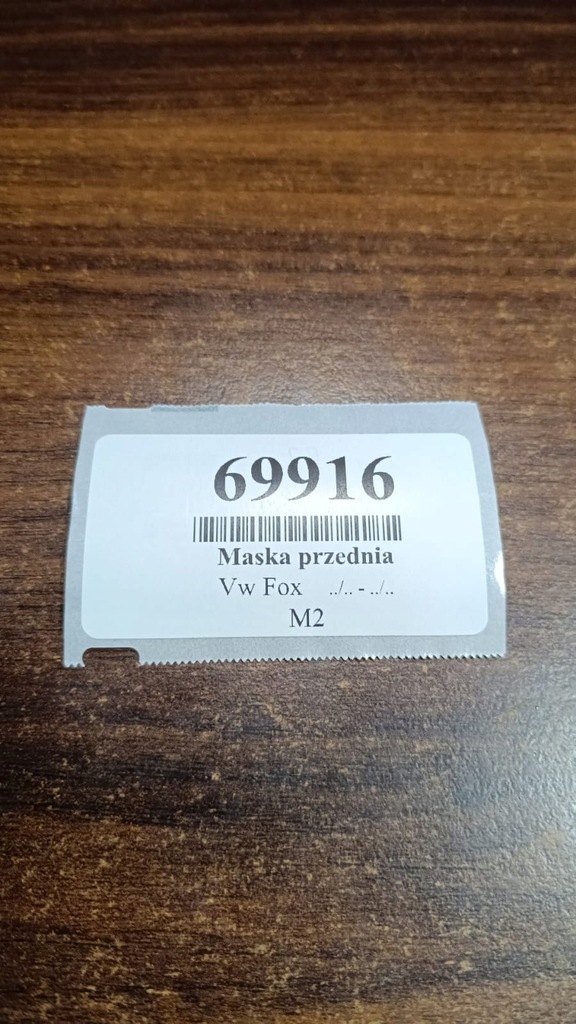 69916
Maska przednia
Vw Fox ../.. - ../..
M2